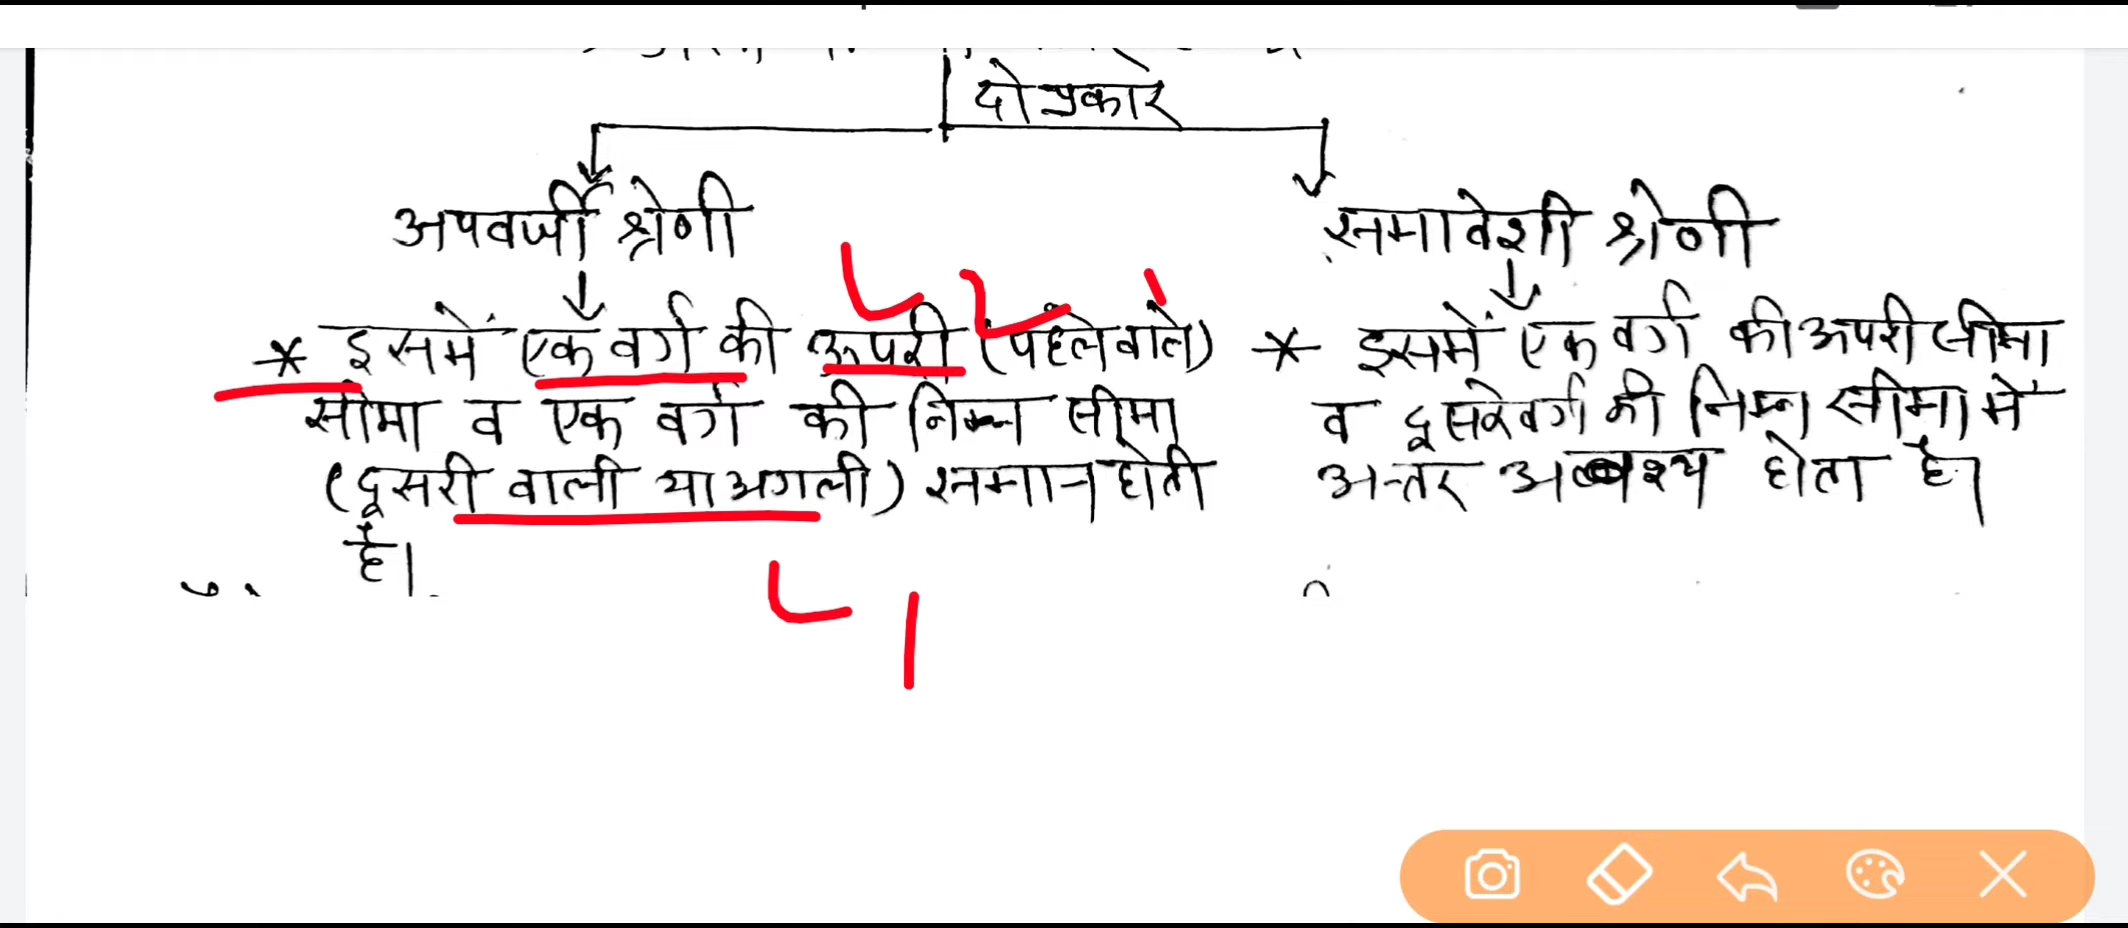 दो प्रकार
अपवर्जी श्रेणी
* इसमें एक वर्ग की ऊपरी (पहले वाले)
सीमा व एक वर्ग की निम्न सीमा
(दूसरी वाली या अगली) समान होती
है।
समावेशी श्रेणी
* इसमें एक वर्ग की ऊपरी सीमा
व दूसरे वर्ग की निम्न सीमा में
अन्तर अवश्य होता है।